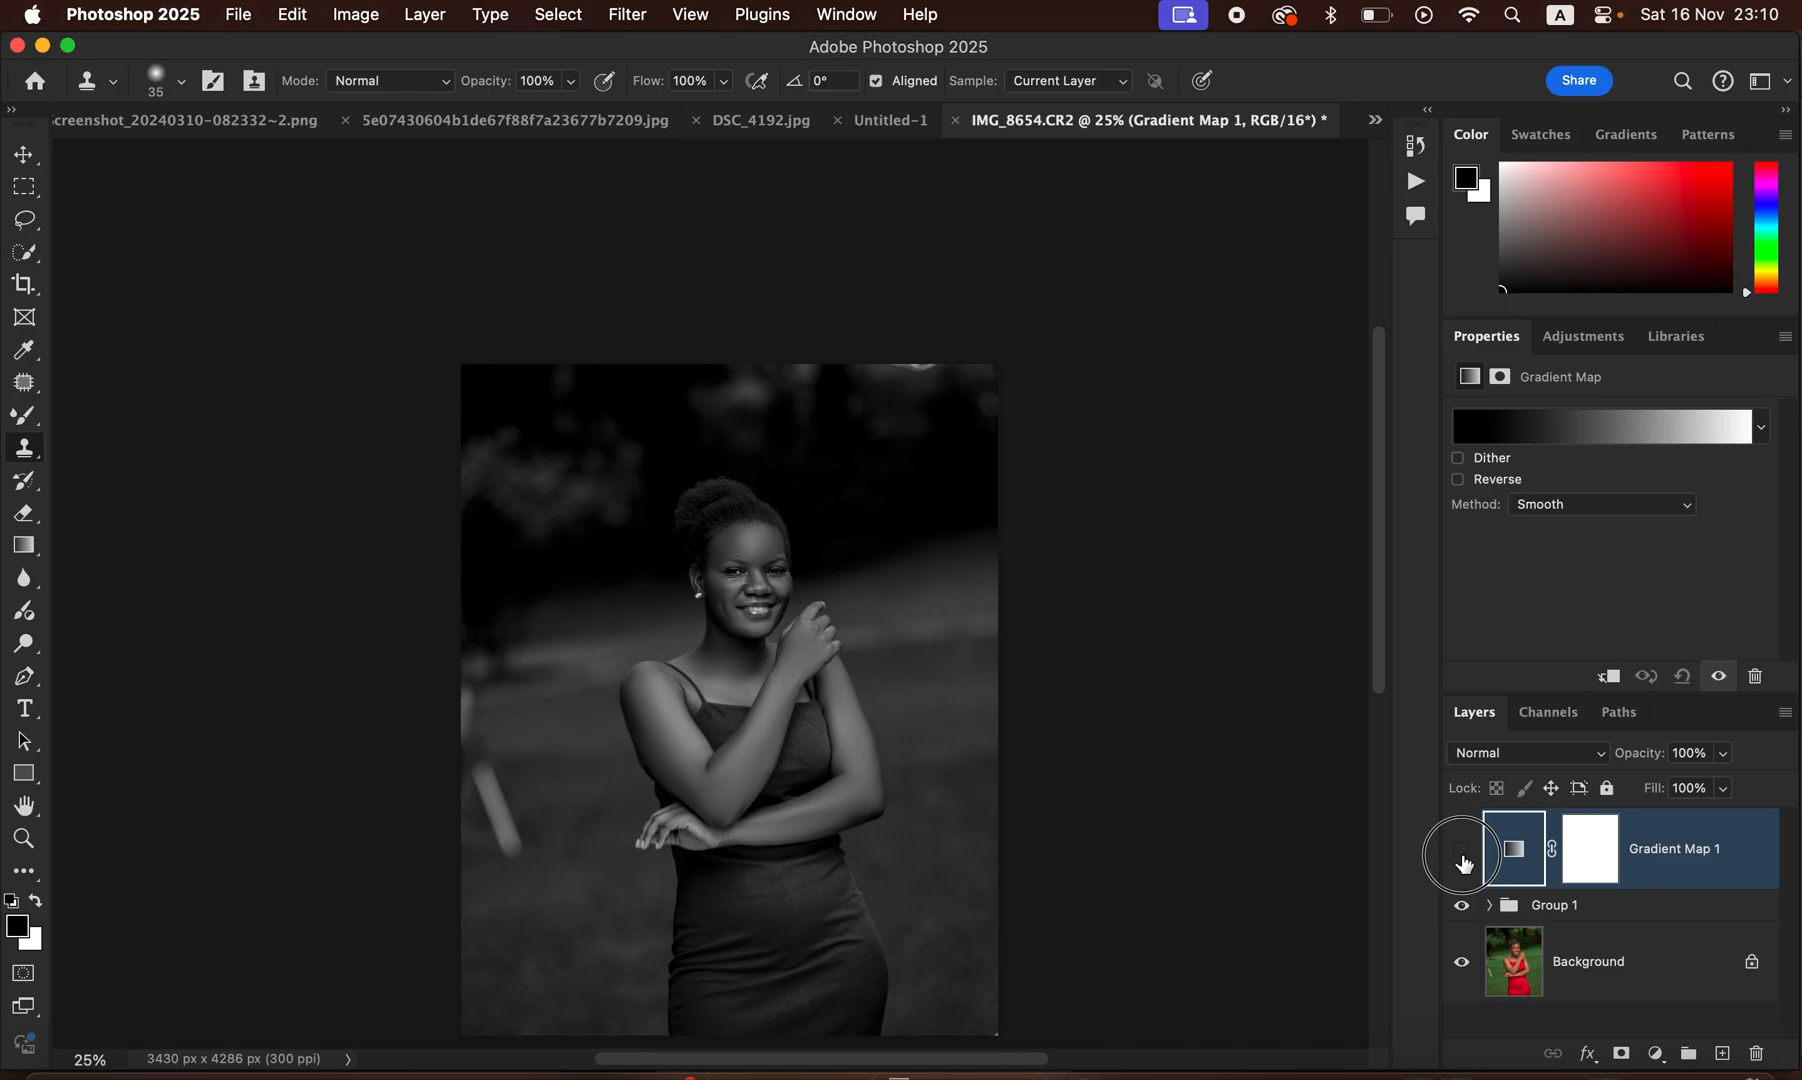 Photoshop 2025 File Edit Image Layer Type Select Filter View Plugins Window Help A Sat 16 Nov 23:10
Adobe Photoshop 2025
35 Mode: Normal Opacity: 100% Flow: 100% 0° Aligned Sample: Current Layer Share
creenshot_20240310-082332~2.png × 5e07430604b1de67f88f7a23677b7209.jpg × DSC_4192.jpg × Untitled-1 × IMG_8654.CR2 @ 25% (Gradient Map 1, RGB/16*) *
Color Swatches Gradients Patterns
Properties Adjustments Libraries
Gradient Map
Dither
Reverse
Method: Smooth
Layers Channels Paths
Normal Opacity: 100%
Lock: Fill: 100%
Gradient Map 1
Group 1
Background
fx
25% 3430 px x 4286 px (300 ppi)